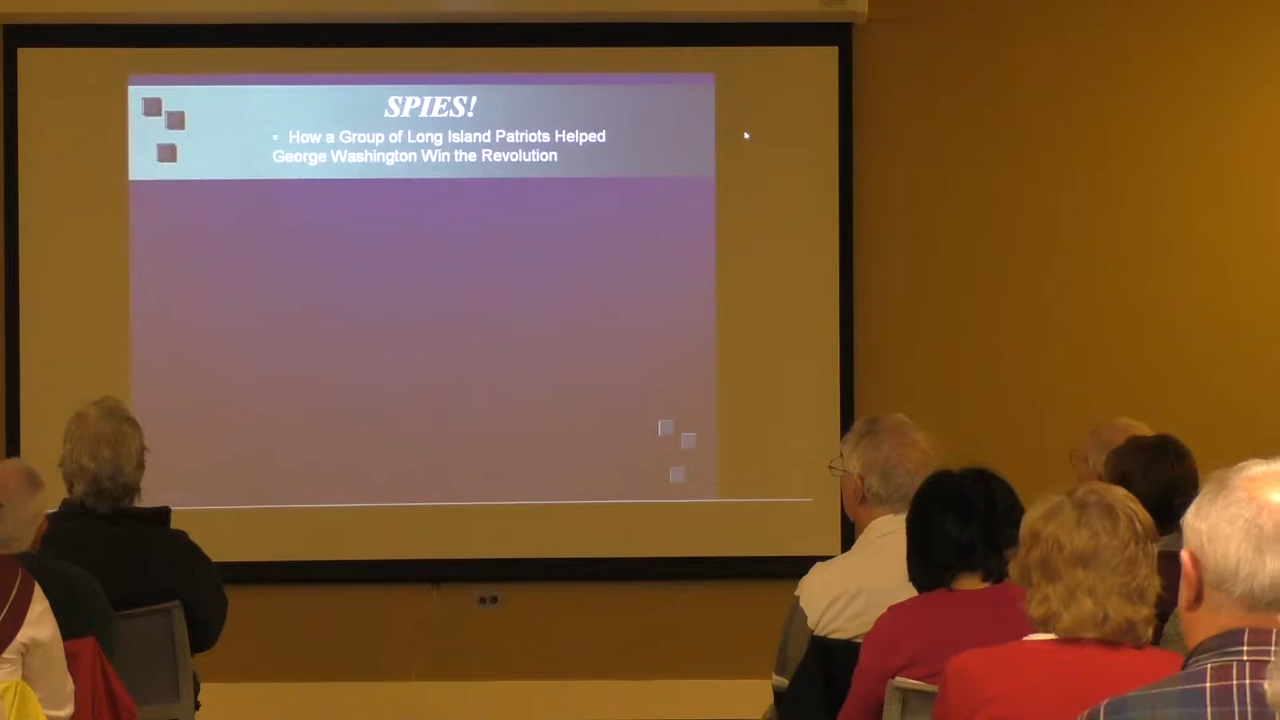 SPIES!
▪ How a Group of Long Island Patriots Helped
George Washington Win the Revolution